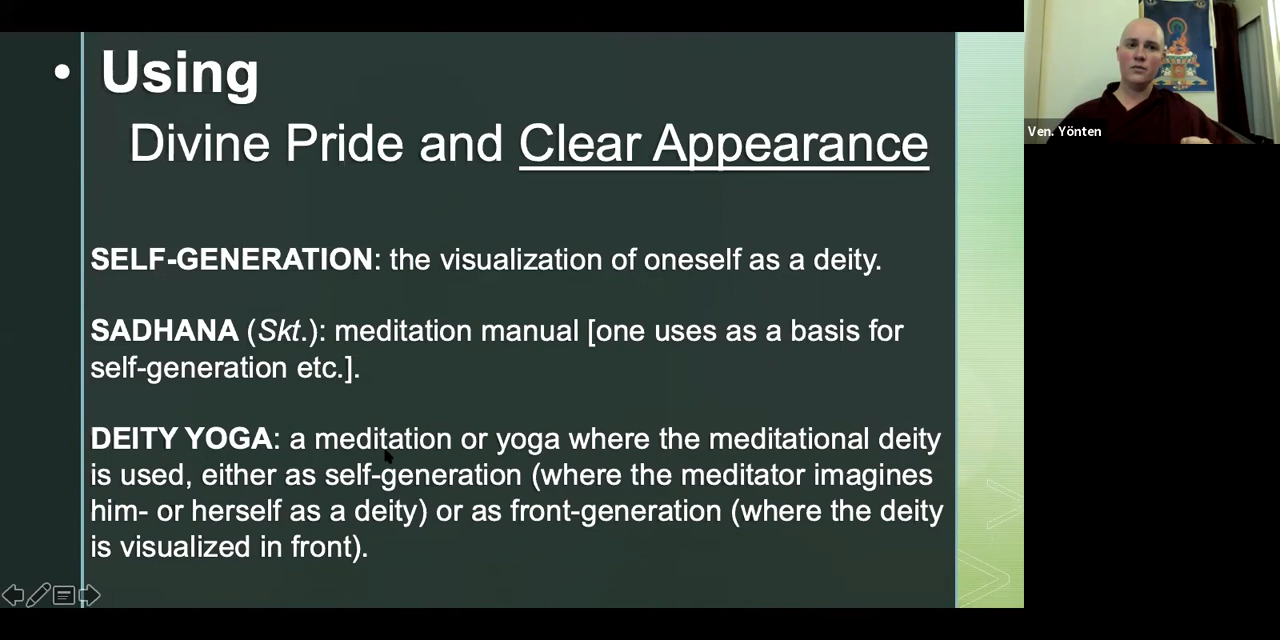 • Using
Divine Pride and Clear Appearance
SELF-GENERATION: the visualization of oneself as a deity.
SADHANA (Skt.): meditation manual [one uses as a basis for
self-generation etc.].
DEITY YOGA: a meditation or yoga where the meditational deity
is used, either as self-generation (where the meditator imagines
him- or herself as a deity) or as front-generation (where the deity
is visualized in front).
Ven. Yönten